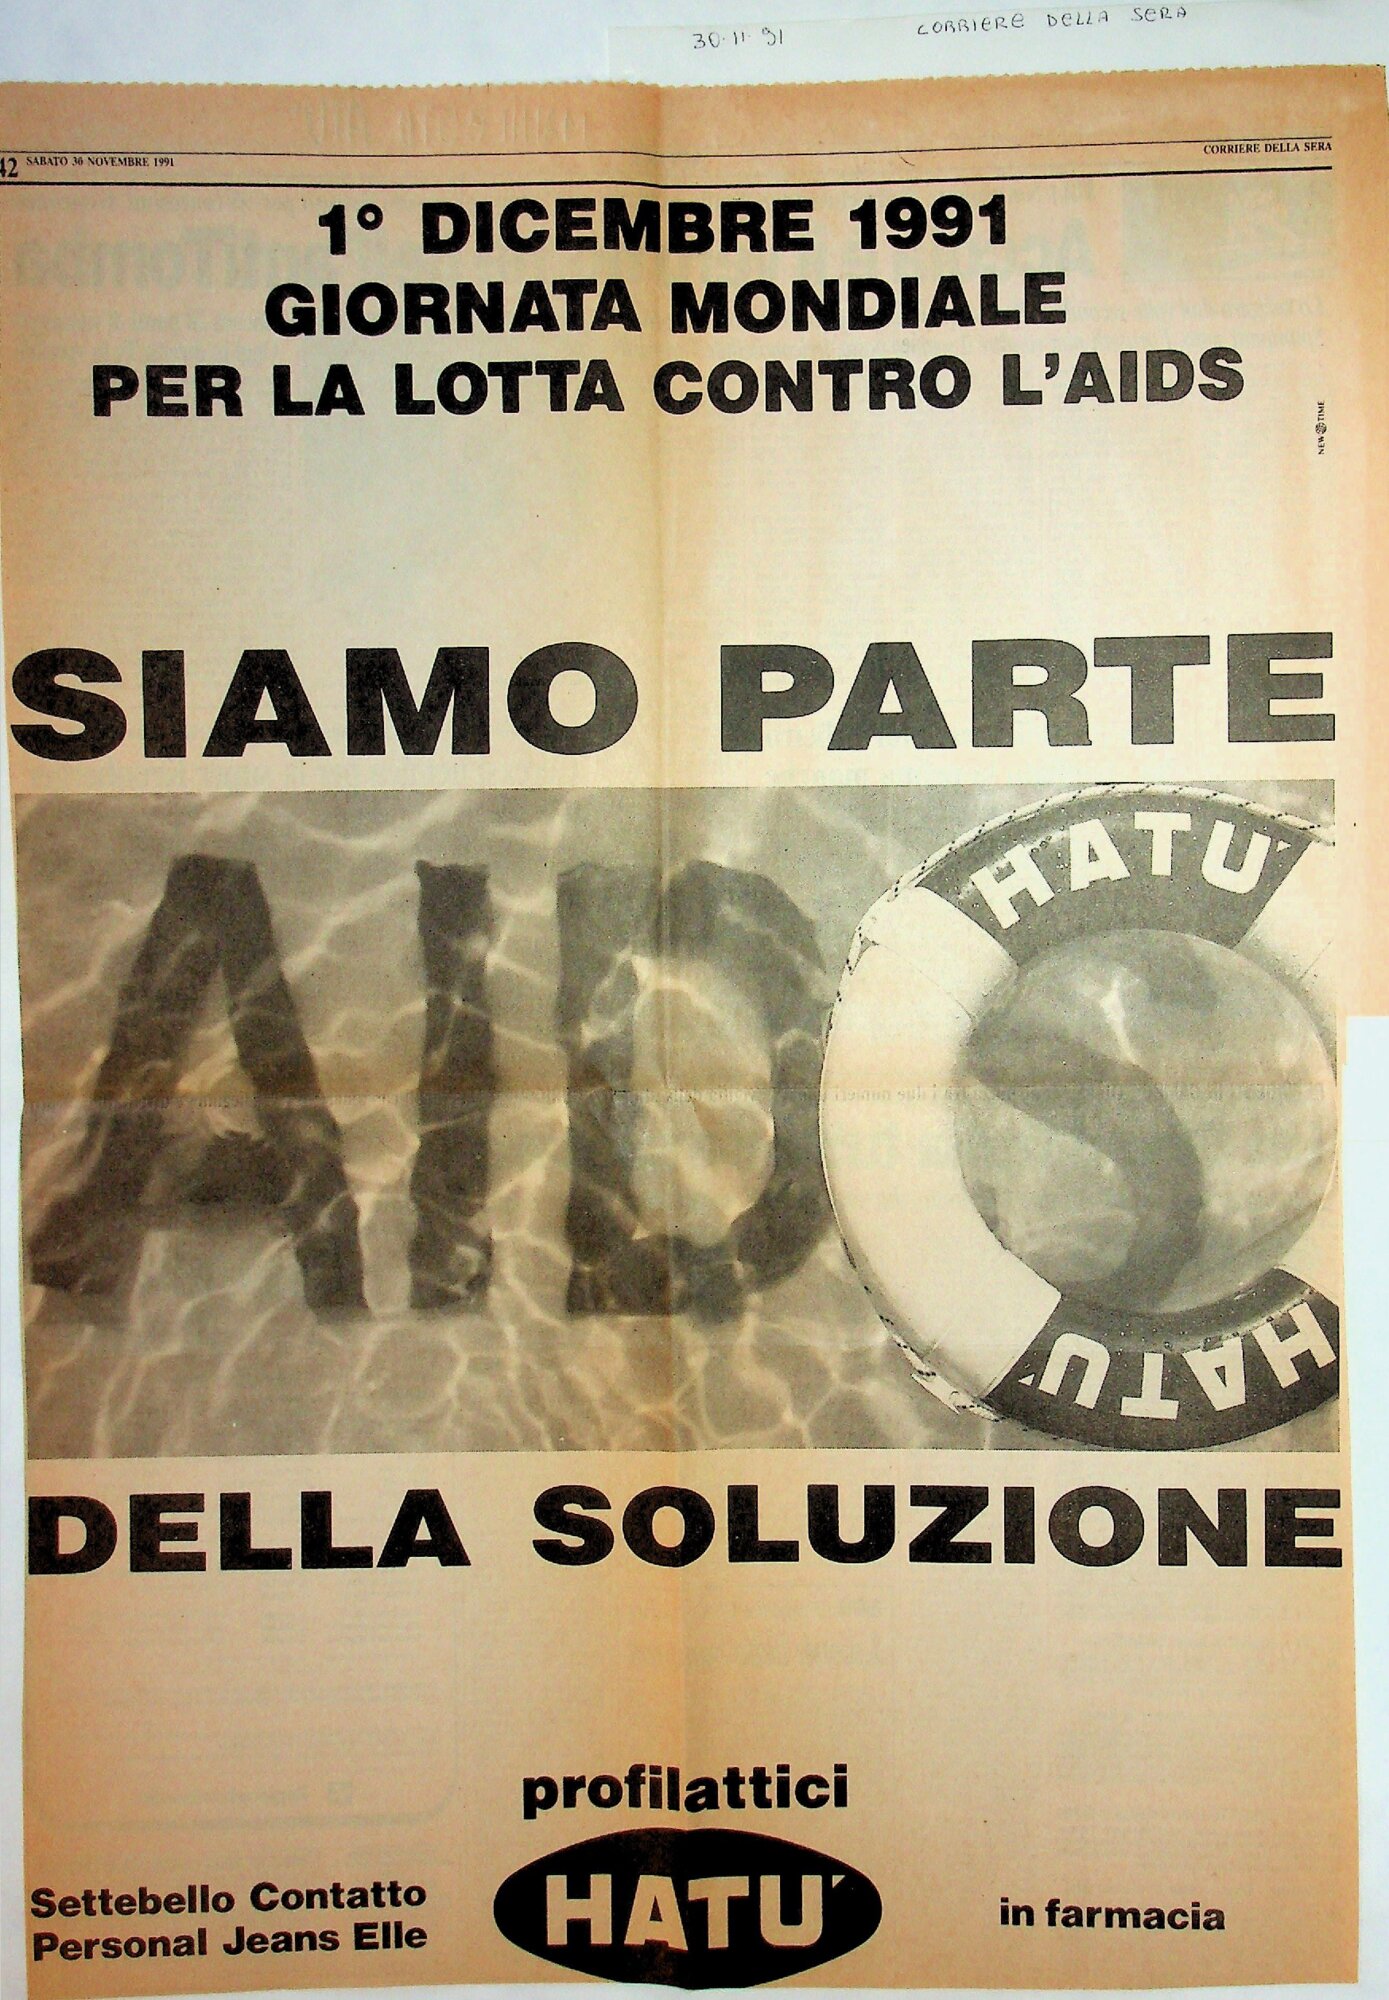 30·11·91 CORRIERE DELLA SERA
42 SABATO 30 NOVEMBRE 1991 CORRIERE DELLA SERA
1° DICEMBRE 1991
GIORNATA MONDIALE
PER LA LOTTA CONTRO L'AIDS
NEW TIME
SIAMO PARTE
HATU'
AIDS
HATU'
DELLA SOLUZIONE
profilattici
HATU'
Settebello Contatto
Personal Jeans Elle
in farmacia